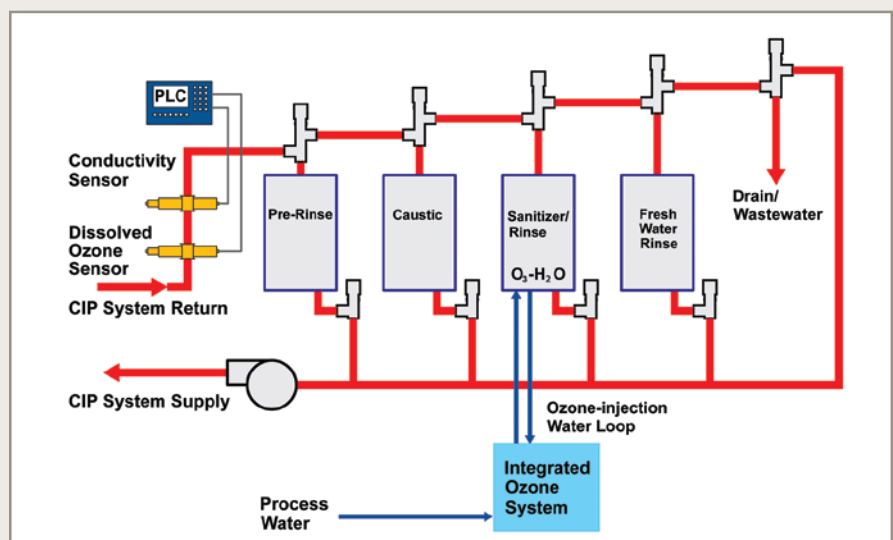 PLC
Conductivity
Sensor
Dissolved
Ozone
Sensor
CIP System Return
Pre-Rinse
Caustic
Sanitizer/
Rinse
O₃-H₂O
Fresh
Water
Rinse
Drain/
Wastewater
CIP System Supply
Ozone-injection
Water Loop
Integrated
Ozone
System
Process
Water